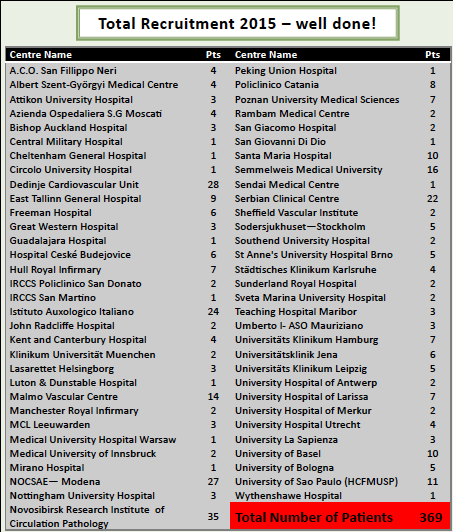 Total Recruitment 2015 – well done!
Centre Name Pts Centre Name Pts
A.C.O. San Fillippo Neri 4 Peking Union Hospital 1
Albert Szent-Györgyi Medical Centre 4 Policlinico Catania 8
Attikon University Hospital 3 Poznan University Medical Sciences 7
Azienda Ospedaliera S.G Moscati 4 Rambam Medical Centre 2
Bishop Auckland Hospital 3 San Giacomo Hospital 2
Central Military Hospital 1 San Giovanni Di Dio 1
Cheltenham General Hospital 1 Santa Maria Hospital 10
Circolo University Hospital 1 Semmelweis Medical University 16
Dedinje Cardiovascular Unit 28 Sendai Medical Centre 1
East Tallinn General Hospital 9 Serbian Clinical Centre 22
Freeman Hospital 6 Sheffield Vascular Institute 2
Great Western Hospital 3 Sodersjukhuset—Stockholm 5
Guadalajara Hospital 1 Southend University Hospital 2
Hospital Ceské Budejovice 6 St Anne's University Hospital Brno 5
Hull Royal Infirmary 7 Städtisches Klinikum Karlsruhe 4
IRCCS Policlinico San Donato 2 Sunderland Royal Hospital 2
IRCCS San Martino 1 Sveta Marina University Hospital 2
Istituto Auxologico Italiano 24 Teaching Hospital Maribor 3
John Radcliffe Hospital 2 Umberto I- ASO Mauriziano 3
Kent and Canterbury Hospital 4 Universitäts Klinikum Hamburg 7
Klinikum Universität Muenchen 2 Universitätsklinik Jena 6
Lasarettet Helsingborg 3 Universitäts Klinikum Leipzig 5
Luton & Dunstable Hospital 1 University Hospital of Antwerp 2
Malmo Vascular Centre 14 University Hospital of Larissa 7
Manchester Royal Infirmary 2 University Hospital of Merkur 2
MCL Leeuwarden 3 University Hospital Utrecht 4
Medical University Hospital Warsaw 1 University La Sapienza 3
Medical University of Innsbruck 2 University of Basel 10
Mirano Hospital 1 University of Bologna 5
NOCSAE— Modena 27 University of Sao Paulo (HCFMUSP) 11
Nottingham University Hospital 3 Wythenshawe Hospital 1
Novosibirsk Research Institute of
Circulation Pathology 35 Total Number of Patients 369